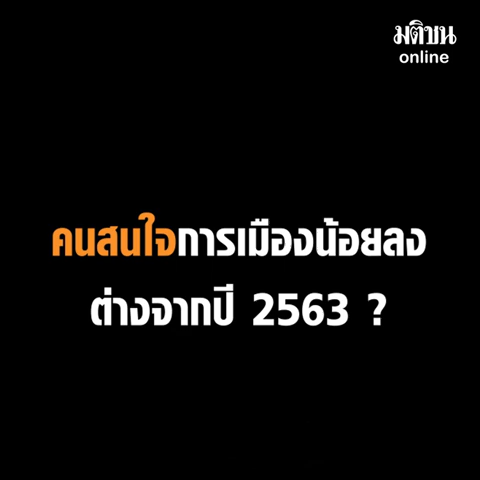 มติชน
online
คนสนใจการเมืองน้อยลง
ต่างจากปี 2563 ?